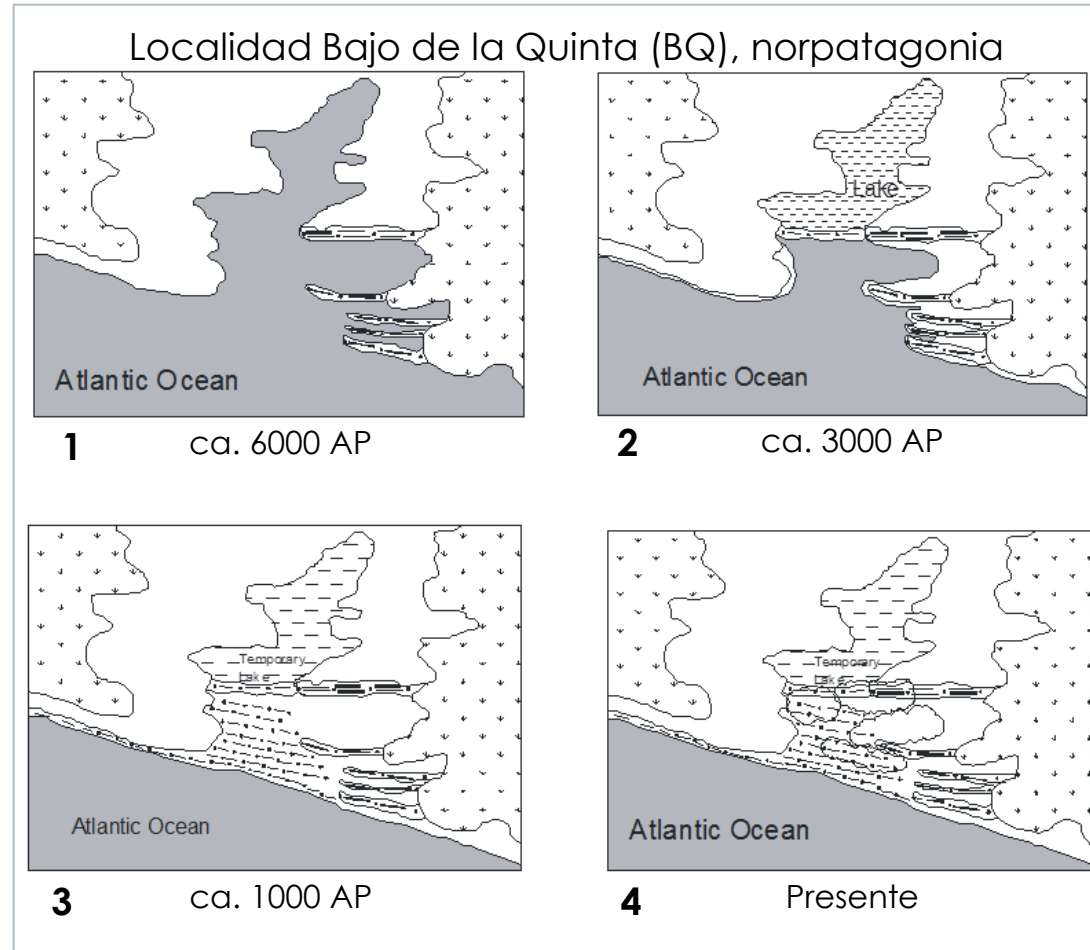 Localidad Bajo de la Quinta (BQ), norpatagonia
Atlantic Ocean
1 ca. 6000 AP
Lake
Atlantic Ocean
2 ca. 3000 AP
Temporary
Lake
Atlantic Ocean
3 ca. 1000 AP
Temporary
Lake
Atlantic Ocean
4 Presente